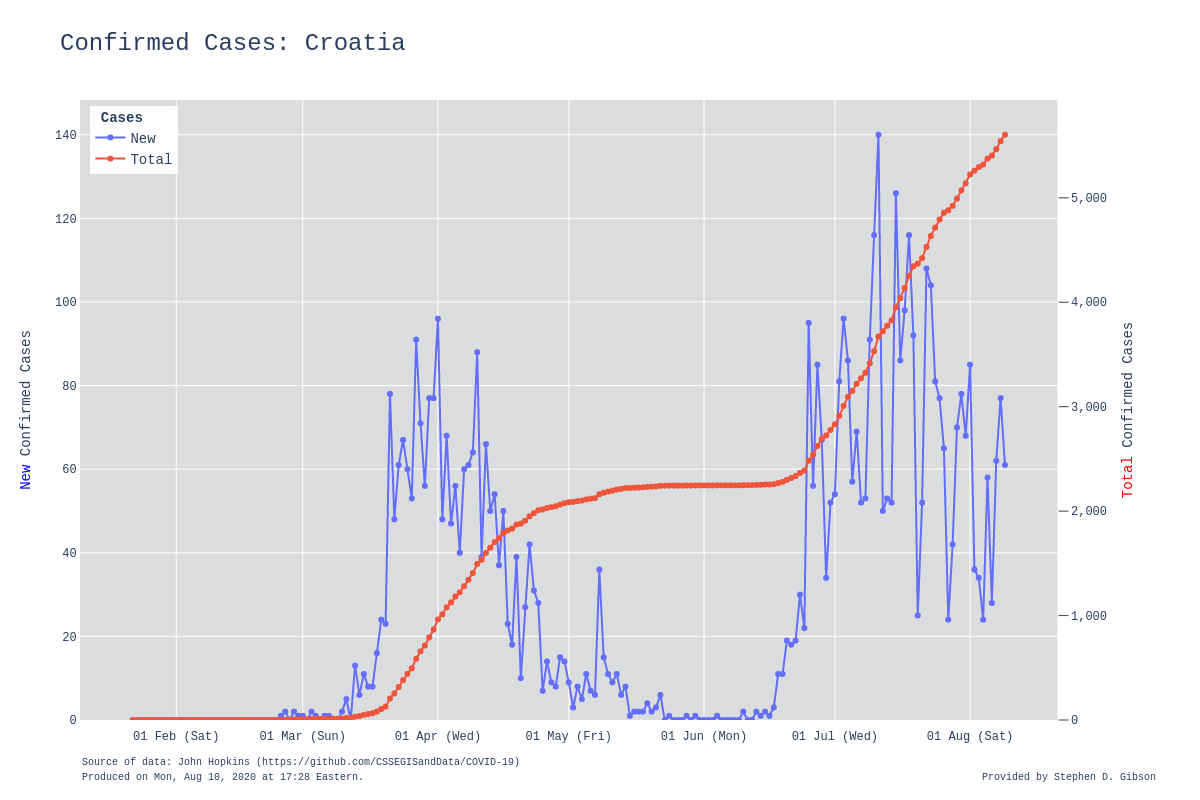 Confirmed Cases: Croatia
Cases
New
Total
140
120
100
80
60
40
20
0
5,000
4,000
3,000
2,000
1,000
0
New Confirmed Cases
Total Confirmed Cases
01 Feb (Sat)
01 Mar (Sun)
01 Apr (Wed)
01 May (Fri)
01 Jun (Mon)
01 Jul (Wed)
01 Aug (Sat)
Source of data: John Hopkins (https://github.com/CSSEGISandData/COVID-19)
Produced on Mon, Aug 10, 2020 at 17:28 Eastern.
Provided by Stephen D. Gibson